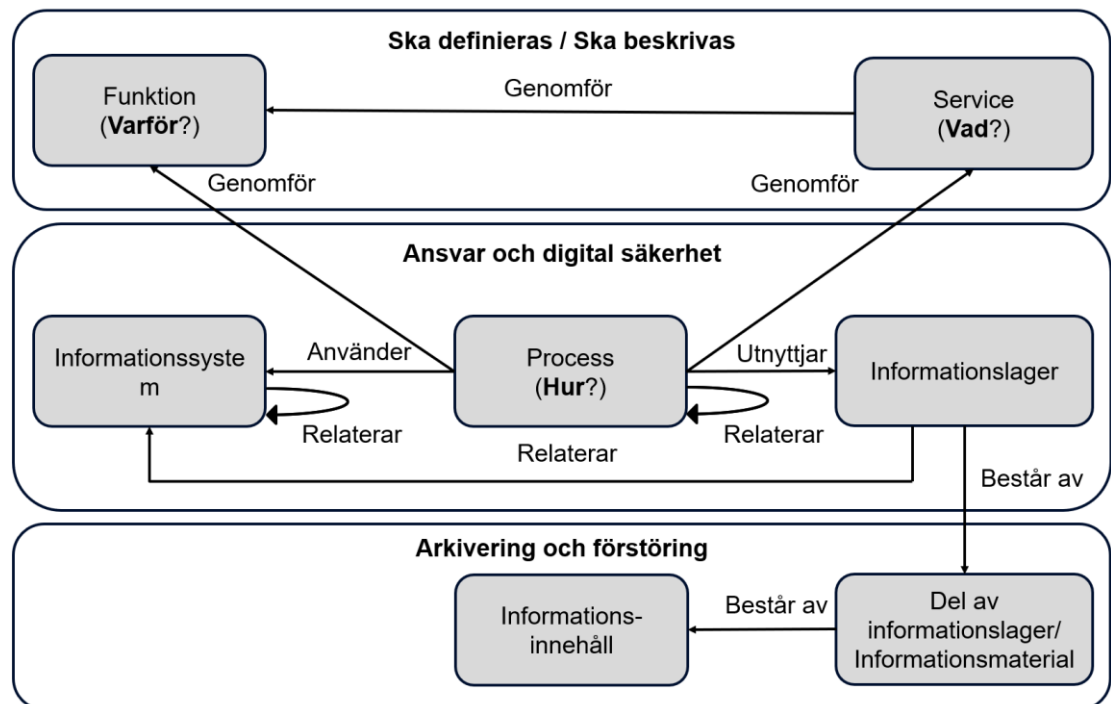 Ska definieras / Ska beskrivas
Funktion
(Varför?)
Genomför
Service
(Vad?)
Genomför
Genomför
Ansvar och digital säkerhet
Informationssyste
m
Använder
Process
(Hur?)
Utnyttjar
Informationslager
Relaterar
Relaterar
Relaterar
Består av
Arkivering och förstöring
Informations-
innehåll
Består av
Del av
informationslager/
Informationsmaterial